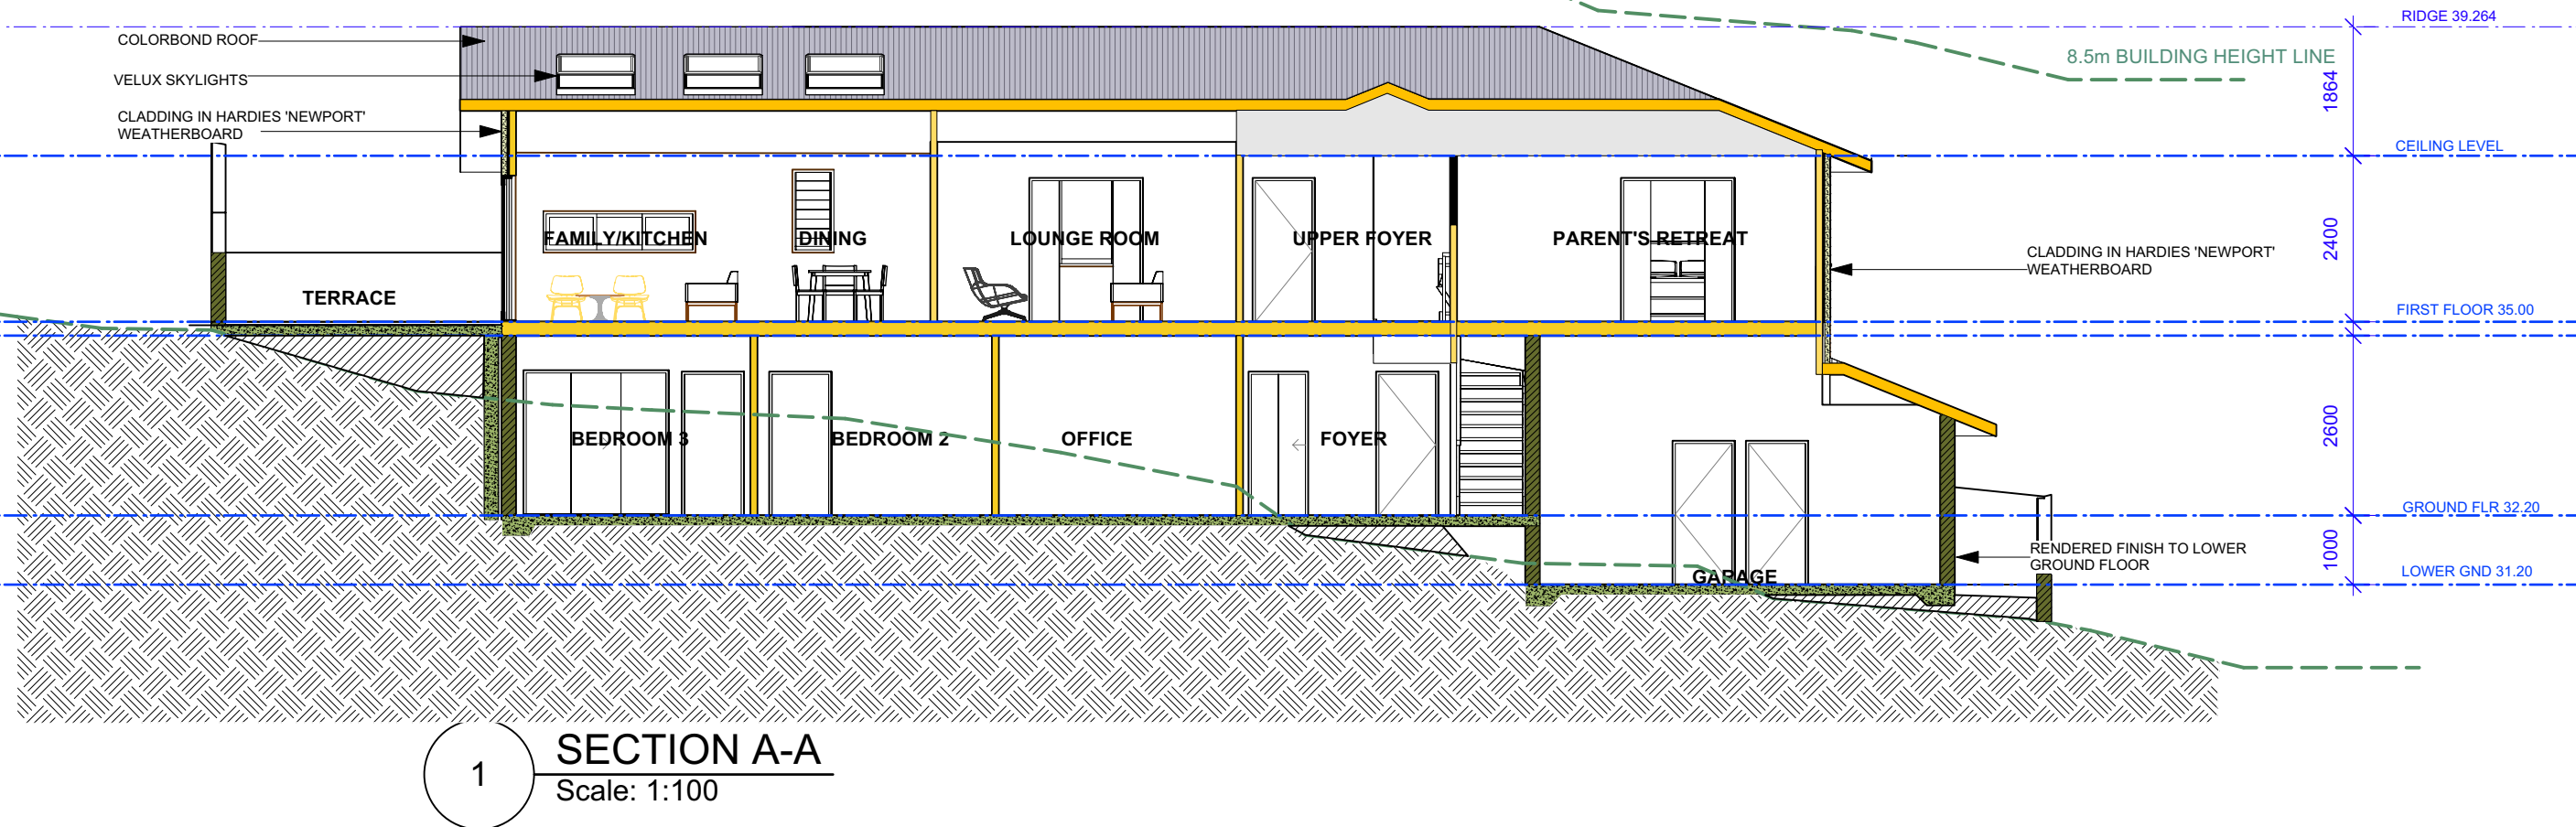 RIDGE 39.264
COLORBOND ROOF
8.5m BUILDING HEIGHT LINE
VELUX SKYLIGHTS
1864
CLADDING IN HARDIES 'NEWPORT'
WEATHERBOARD
CEILING LEVEL
FAMILY/KITCHEN
DINING
LOUNGE ROOM
UPPER FOYER
PARENT'S RETREAT
2400
CLADDING IN HARDIES 'NEWPORT'
WEATHERBOARD
TERRACE
FIRST FLOOR 35.00
BEDROOM 3
BEDROOM 2
OFFICE
FOYER
2600
GROUND FLR 32.20
RENDERED FINISH TO LOWER
GROUND FLOOR
1000
GARAGE
LOWER GND 31.20
1
SECTION A-A
Scale: 1:100